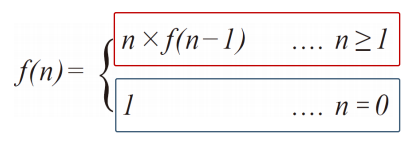 n×f(n−1) .... n≥1
f(n)= {
1 .... n=0